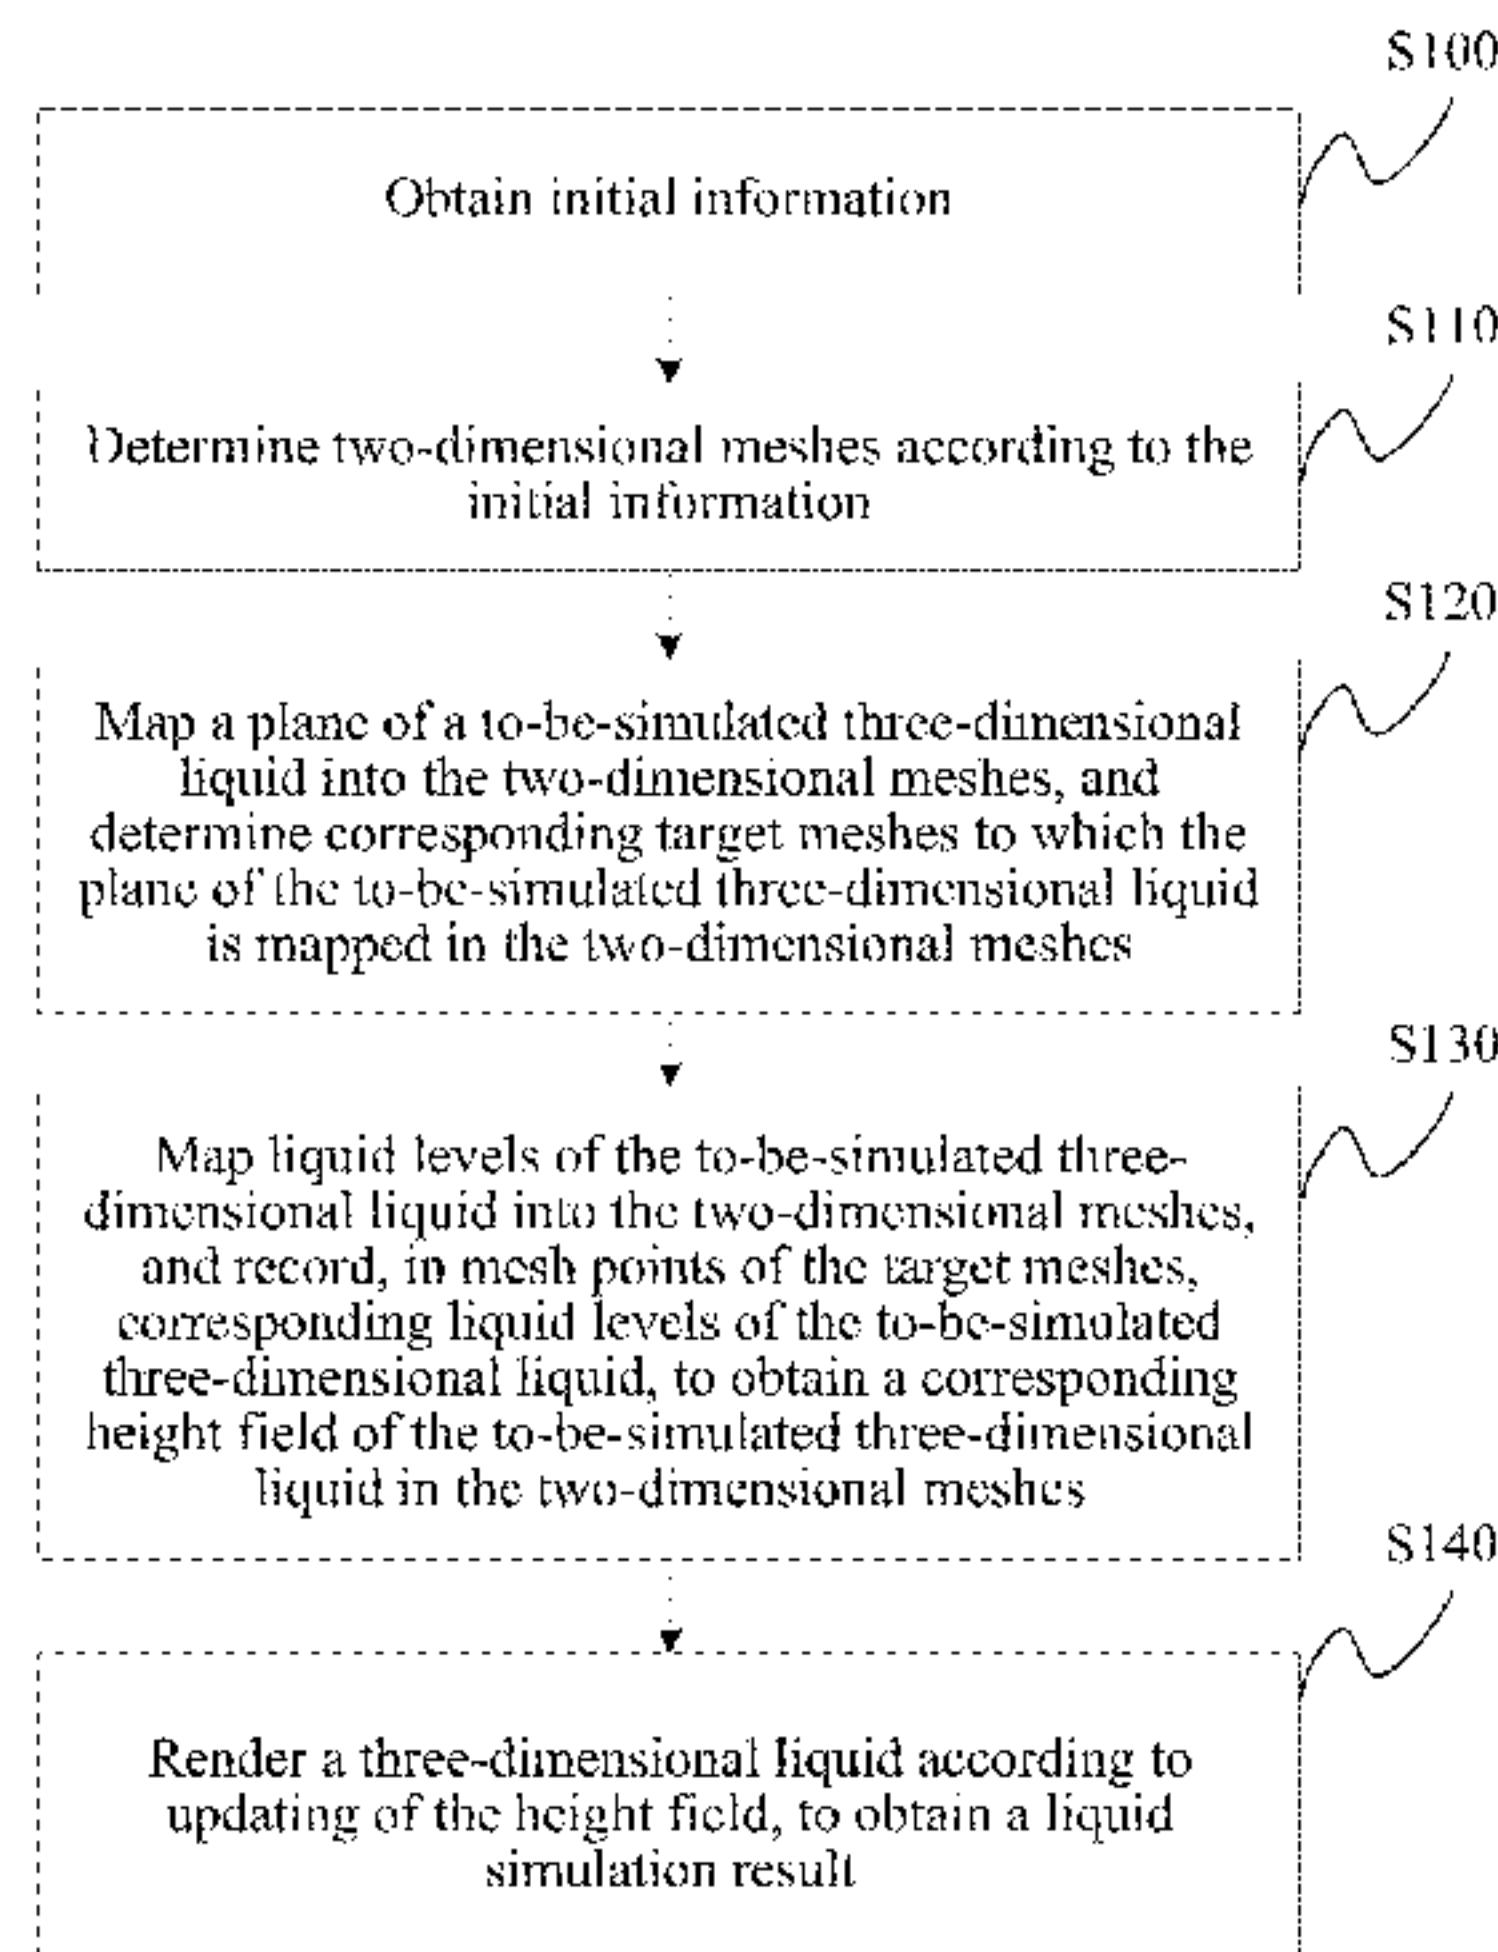 S100
Obtain initial information
S110
Determine two-dimensional meshes according to the
initial information
S120
Map a plane of a to-be-simulated three-dimensional
liquid into the two-dimensional meshes, and
determine corresponding target meshes to which the
plane of the to-be-simulated three-dimensional liquid
is mapped in the two-dimensional meshes
S130
Map liquid levels of the to-be-simulated three-
dimensional liquid into the two-dimensional meshes,
and record, in mesh points of the target meshes,
corresponding liquid levels of the to-be-simulated
three-dimensional liquid, to obtain a corresponding
height field of the to-be-simulated three-dimensional
liquid in the two-dimensional meshes
S140
Render a three-dimensional liquid according to
updating of the height field, to obtain a liquid
simulation result